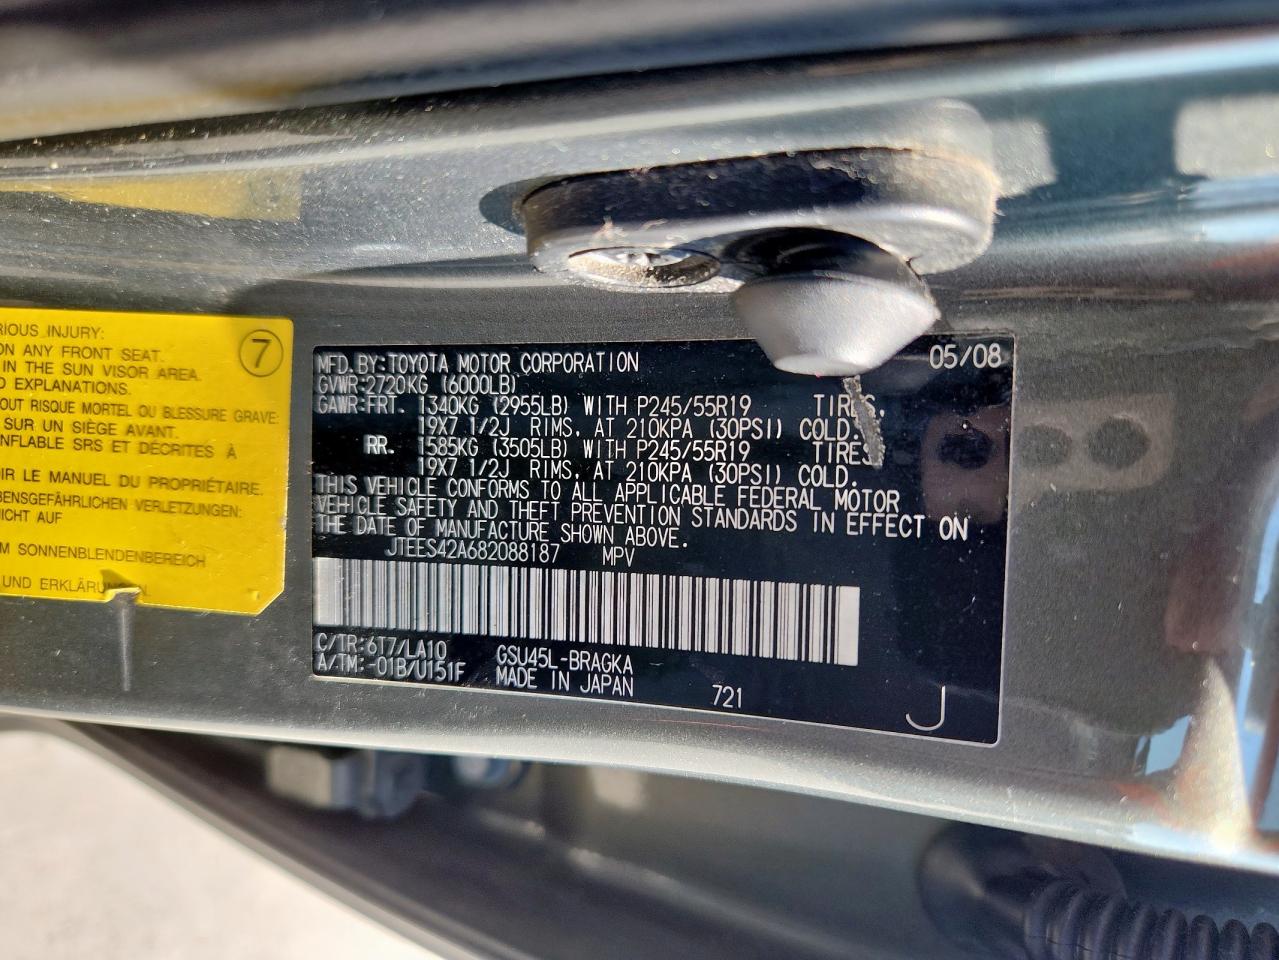 RIOUS INJURY:
ON ANY FRONT SEAT.
IN THE SUN VISOR AREA.
D EXPLANATIONS.
OUT RISQUE MORTEL OU BLESSURE GRAVE:
SUR UN SIÈGE AVANT.
NFLABLE SRS ET DÉCRITES À
IR LE MANUEL DU PROPRIÉTAIRE.
BENSGEFÄHRLICHEN VERLETZUNGEN:
NICHT AUF
M SONNENBLENDENBEREICH
UND ERKLÄRUN
7
MFD.BY:TOYOTA MOTOR CORPORATION 05/08
GVWR:2720KG (6000LB)
GAWR:FRT. 1340KG (2955LB) WITH P245/55R19 TIRES,
19X7 1/2J RIMS, AT 210KPA (30PSI) COLD.
RR. 1585KG (3505LB) WITH P245/55R19 TIRES
19X7 1/2J RIMS, AT 210KPA (30PSI) COLD.
THIS VEHICLE CONFORMS TO ALL APPLICABLE FEDERAL MOTOR
VEHICLE SAFETY AND THEFT PREVENTION STANDARDS IN EFFECT ON
THE DATE OF MANUFACTURE SHOWN ABOVE.
JTEES42A682088187 MPV
C/TR:6T7/LA10 GSU45L-BRAGKA
A/TM:-01B/U151F MADE IN JAPAN 721 J